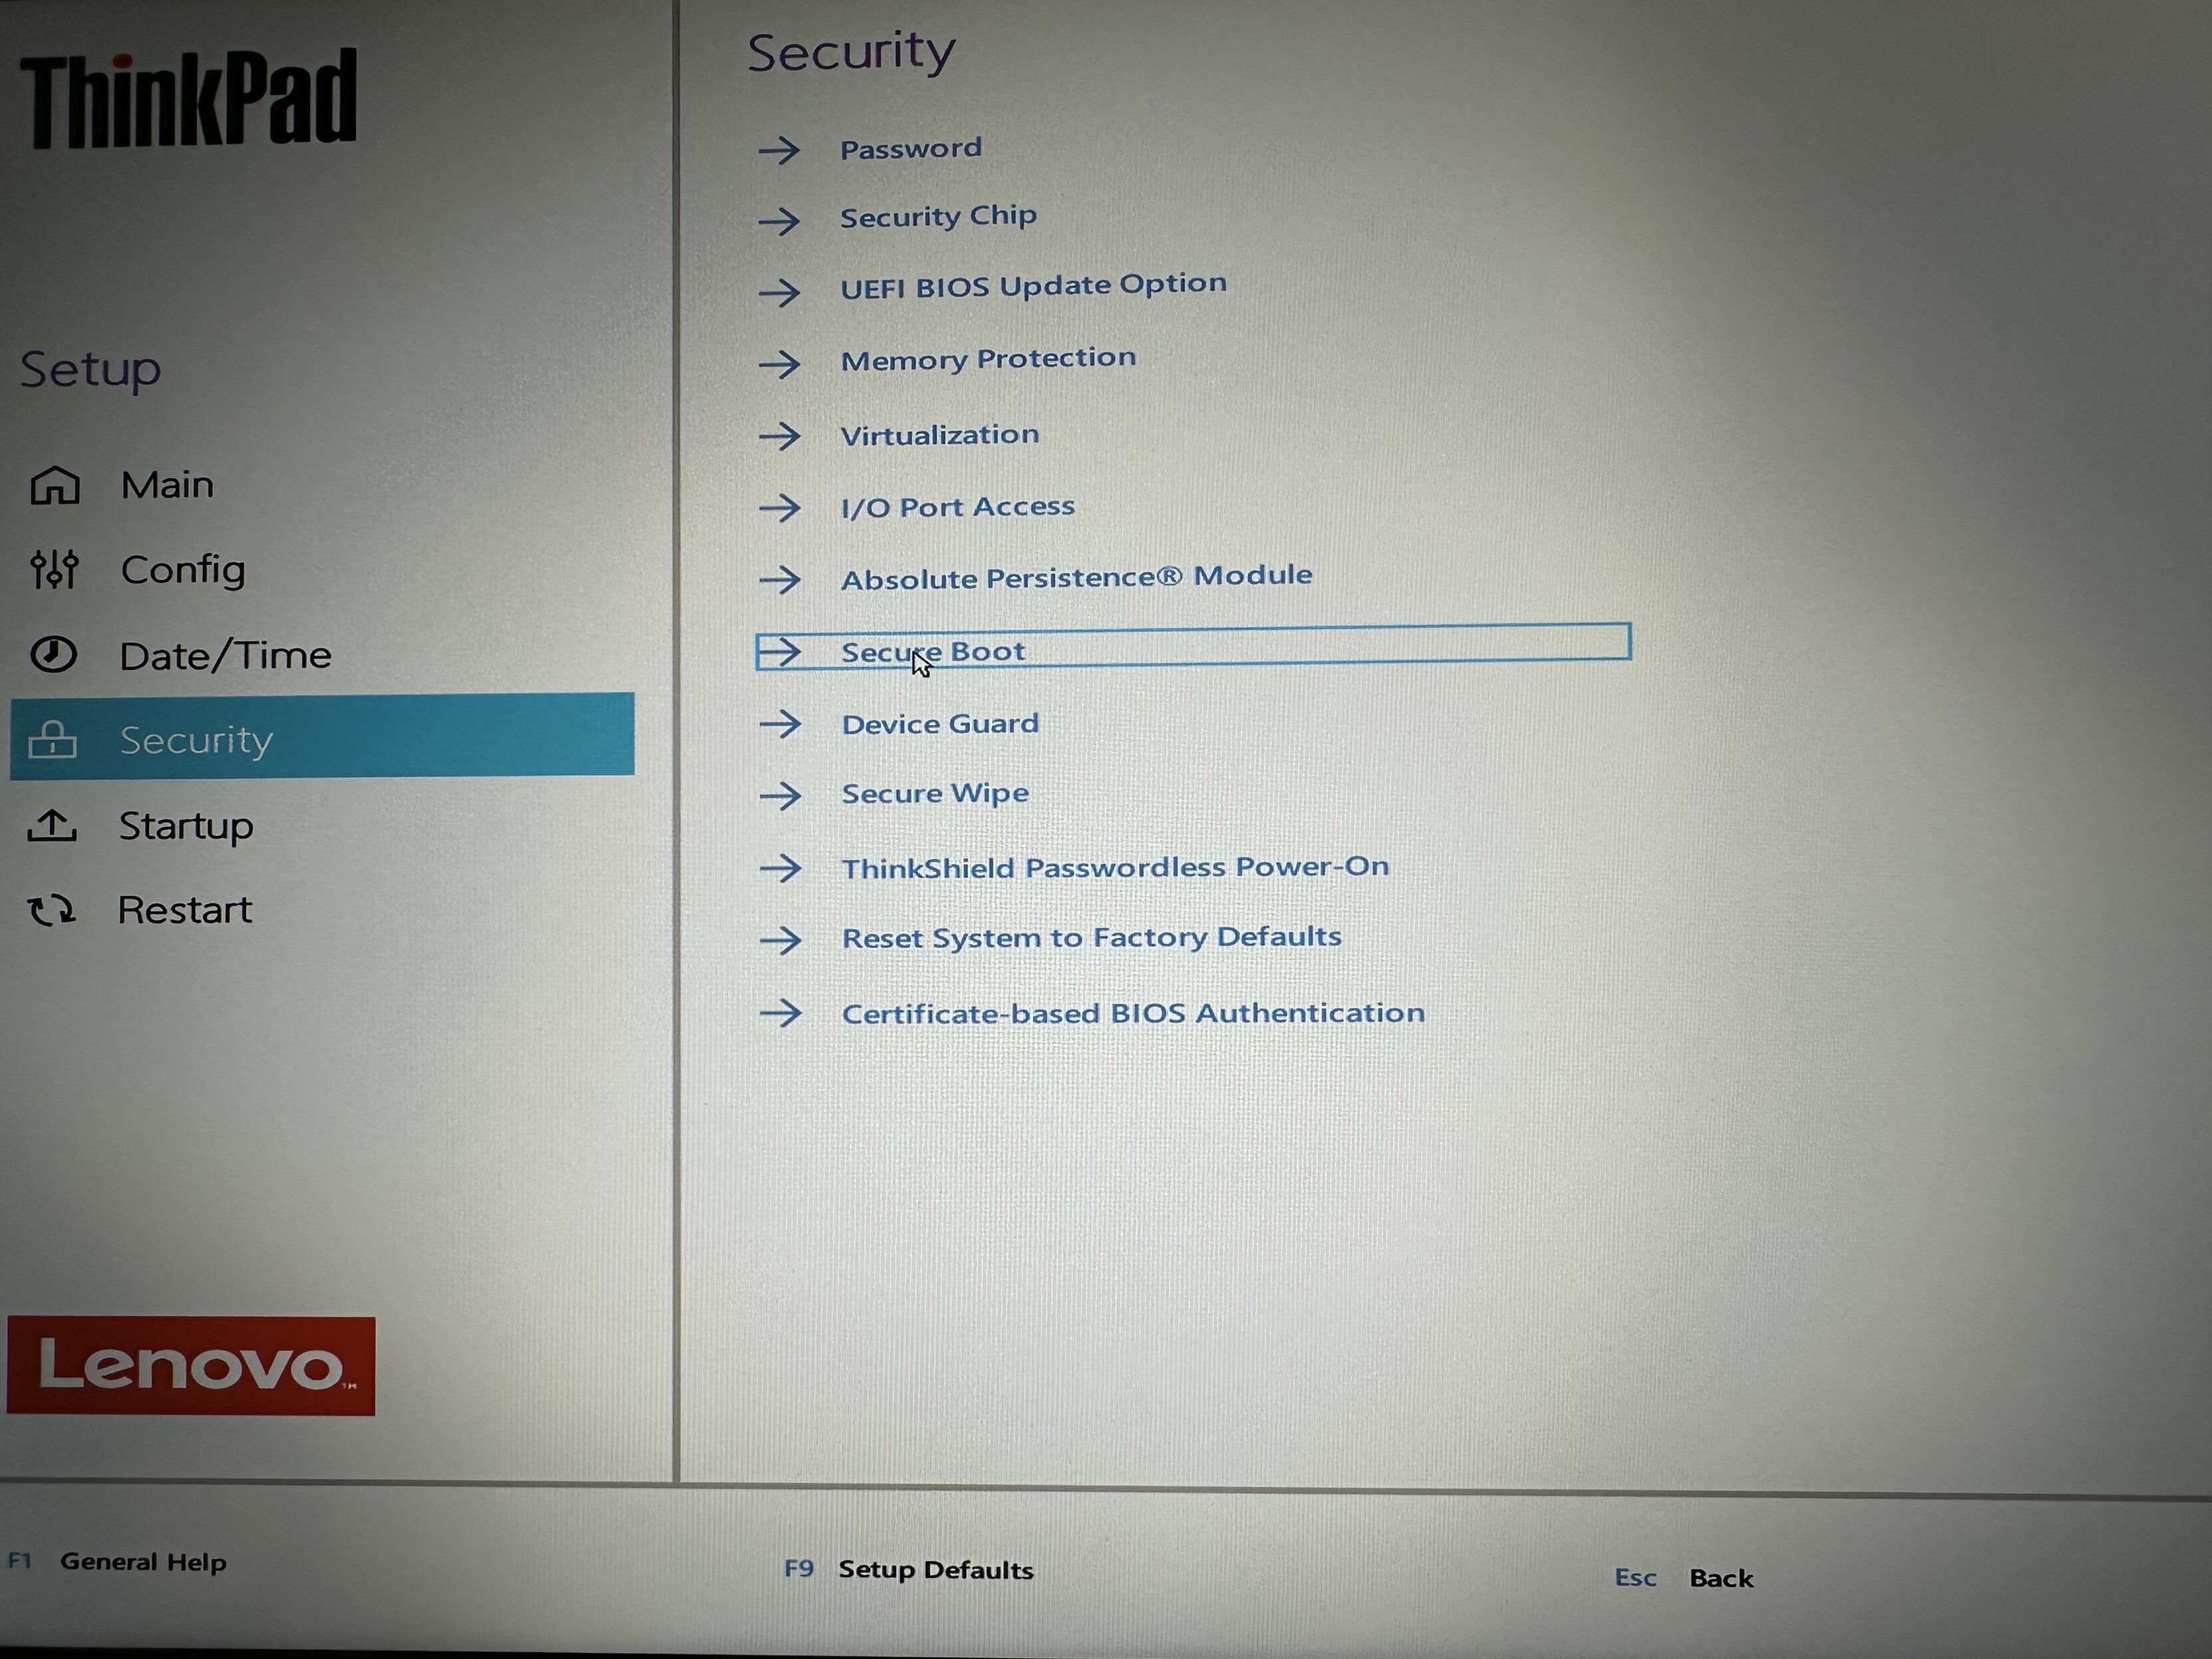 ThinkPad
Setup
Main
Config
Date/Time
Security
Startup
Restart
Lenovo™
Security
Password
Security Chip
UEFI BIOS Update Option
Memory Protection
Virtualization
I/O Port Access
Absolute Persistence® Module
Secure Boot
Device Guard
Secure Wipe
ThinkShield Passwordless Power-On
Reset System to Factory Defaults
Certificate-based BIOS Authentication
F1 General Help
F9 Setup Defaults
Esc Back